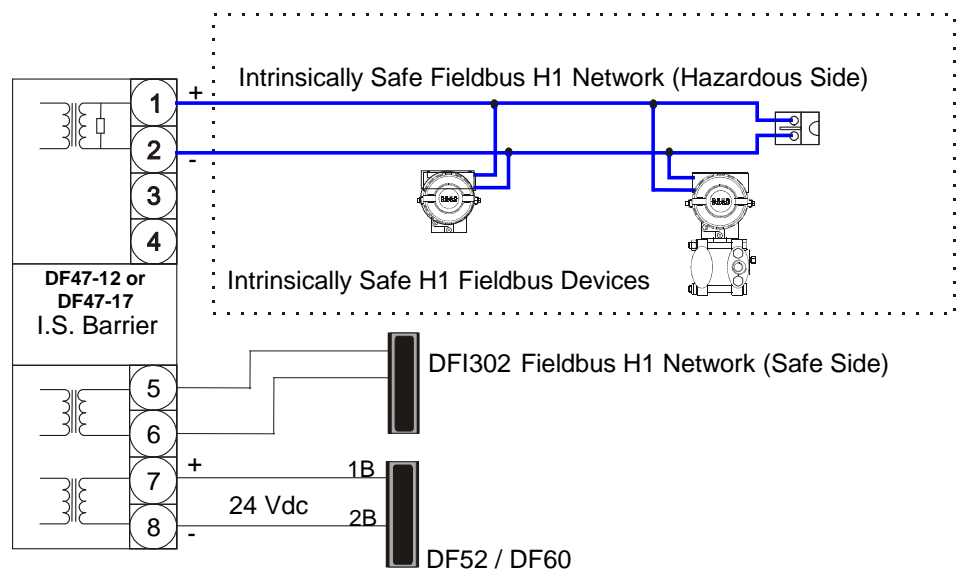 Intrinsically Safe Fieldbus H1 Network (Hazardous Side)
1
+
2
-
3
4
Intrinsically Safe H1 Fieldbus Devices
DF47-12 or
DF47-17
I.S. Barrier
DFI302 Fieldbus H1 Network (Safe Side)
5
6
7
+
1B
24 Vdc
8
-
2B
DF52 / DF60